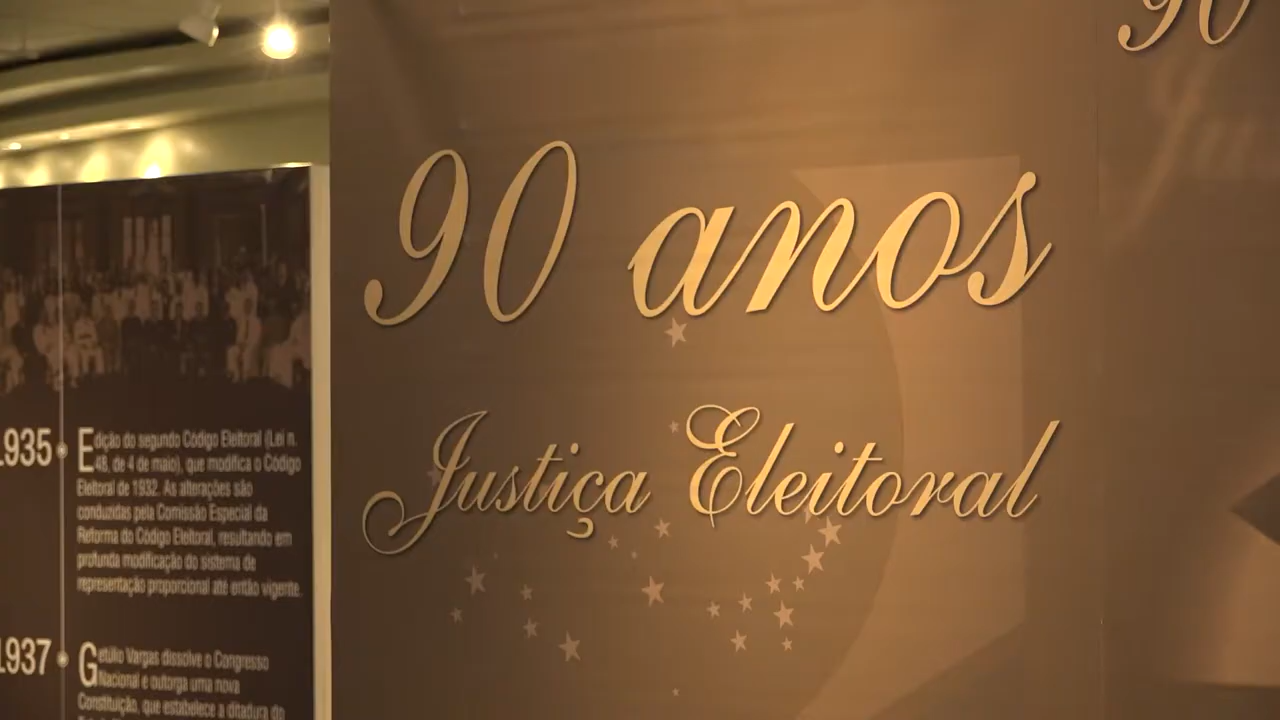 90
90 anos
Justiça Eleitoral
1935
Edição do segundo Código Eleitoral (Lei n.
48, de 4 de maio), que modifica o Código
Eleitoral de 1932. As alterações são
conduzidas pela Comissão Especial da
Reforma do Código Eleitoral, resultando em
profunda modificação do sistema de
representação proporcional até então vigente.
1937
Getúlio Vargas dissolve o Congresso
Nacional e outorga uma nova
Constituição, que estabelece a ditadura do